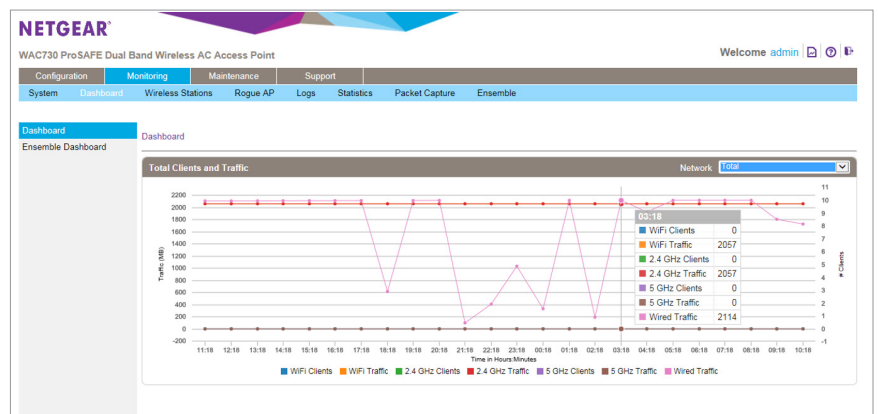 NETGEAR®
WAC730 ProSAFE Dual Band Wireless AC Access Point
Welcome admin
Configuration Monitoring Maintenance Support
System Dashboard Wireless Stations Rogue AP Logs Statistics Packet Capture Ensemble
Dashboard
Ensemble Dashboard
Dashboard
Total Clients and Traffic
Network Total
Traffic (MB)
2200
2000
1800
1600
1400
1200
1000
800
600
400
200
0
-200
11
10
9
8
7
6
5
4
3
2
1
0
-1
# Clients
03:18
WiFi Clients 0
WiFi Traffic 2057
2.4 GHz Clients 0
2.4 GHz Traffic 2057
5 GHz Clients 0
5 GHz Traffic 0
Wired Traffic 2114
11:18 12:18 13:18 14:18 15:18 16:18 17:18 18:18 19:18 20:18 21:18 22:18 23:18 00:18 01:18 02:18 03:18 04:18 05:18 06:18 07:18 08:18 09:18 10:18
Time in Hours:Minutes
WiFi Clients WiFi Traffic 2.4 GHz Clients 2.4 GHz Traffic 5 GHz Clients 5 GHz Traffic Wired Traffic